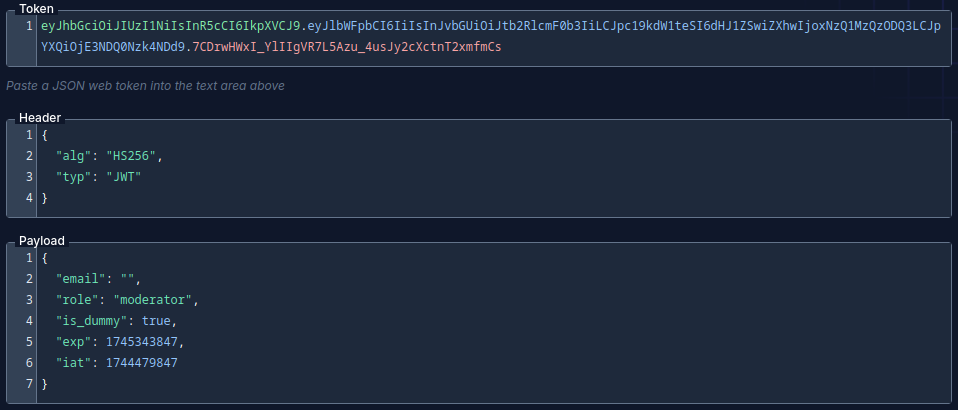 Token
1 eyJhbGciOiJIUzI1NiIsInR5cCI6IkpXVCJ9.eyJlbWFpbCI6IiIsInJvbGUiOiJtb2RlcmF0b3IiLCJpc19kdW1teSI6dHJ1ZSwiZXhwIjoxNzQ1MzQzODQ3LCJp
YXQiOjE3NDQ0Nzk4NDd9.7CDrwHWxI_YlIIgVR7L5Azu_4usJy2cXctnT2xmfmCs
Paste a JSON web token into the text area above
Header
1 {
2 "alg": "HS256",
3 "typ": "JWT"
4 }
Payload
1 {
2 "email": "",
3 "role": "moderator",
4 "is_dummy": true,
5 "exp": 1745343847,
6 "iat": 1744479847
7 }